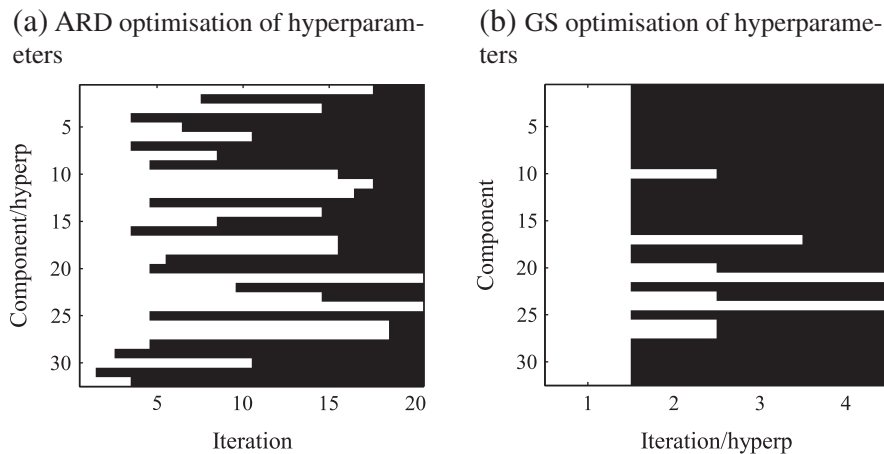 (a) ARD optimisation of hyperparam-
eters
5
10
15
20
25
30
Component/hyperp
5
10
15
20
Iteration
(b) GS optimisation of hyperparame-
ters
5
10
15
20
25
30
Component
1
2
3
4
Iteration/hyperp